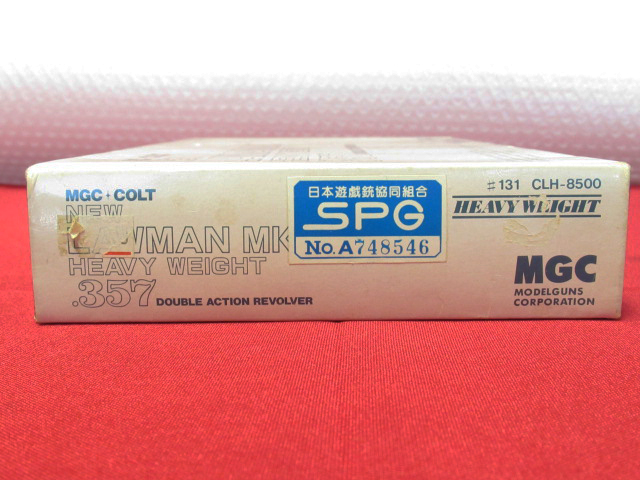 MGC・COLT
NEW
LAWMAN MK
HEAVY WEIGHT
.357 DOUBLE ACTION REVOLVER
日本遊戯銃協同組合
SPG
No.A748546
♯131 CLH-8500
HEAVY WEIGHT
MGC
MODELGUNS
CORPORATION